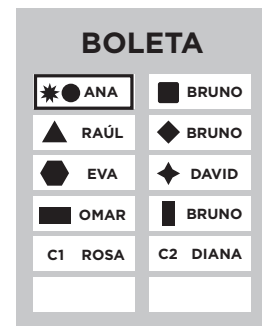 BOLETA
ANA
BRUNO
RAÚL
BRUNO
EVA
DAVID
OMAR
BRUNO
C1 ROSA
C2 DIANA